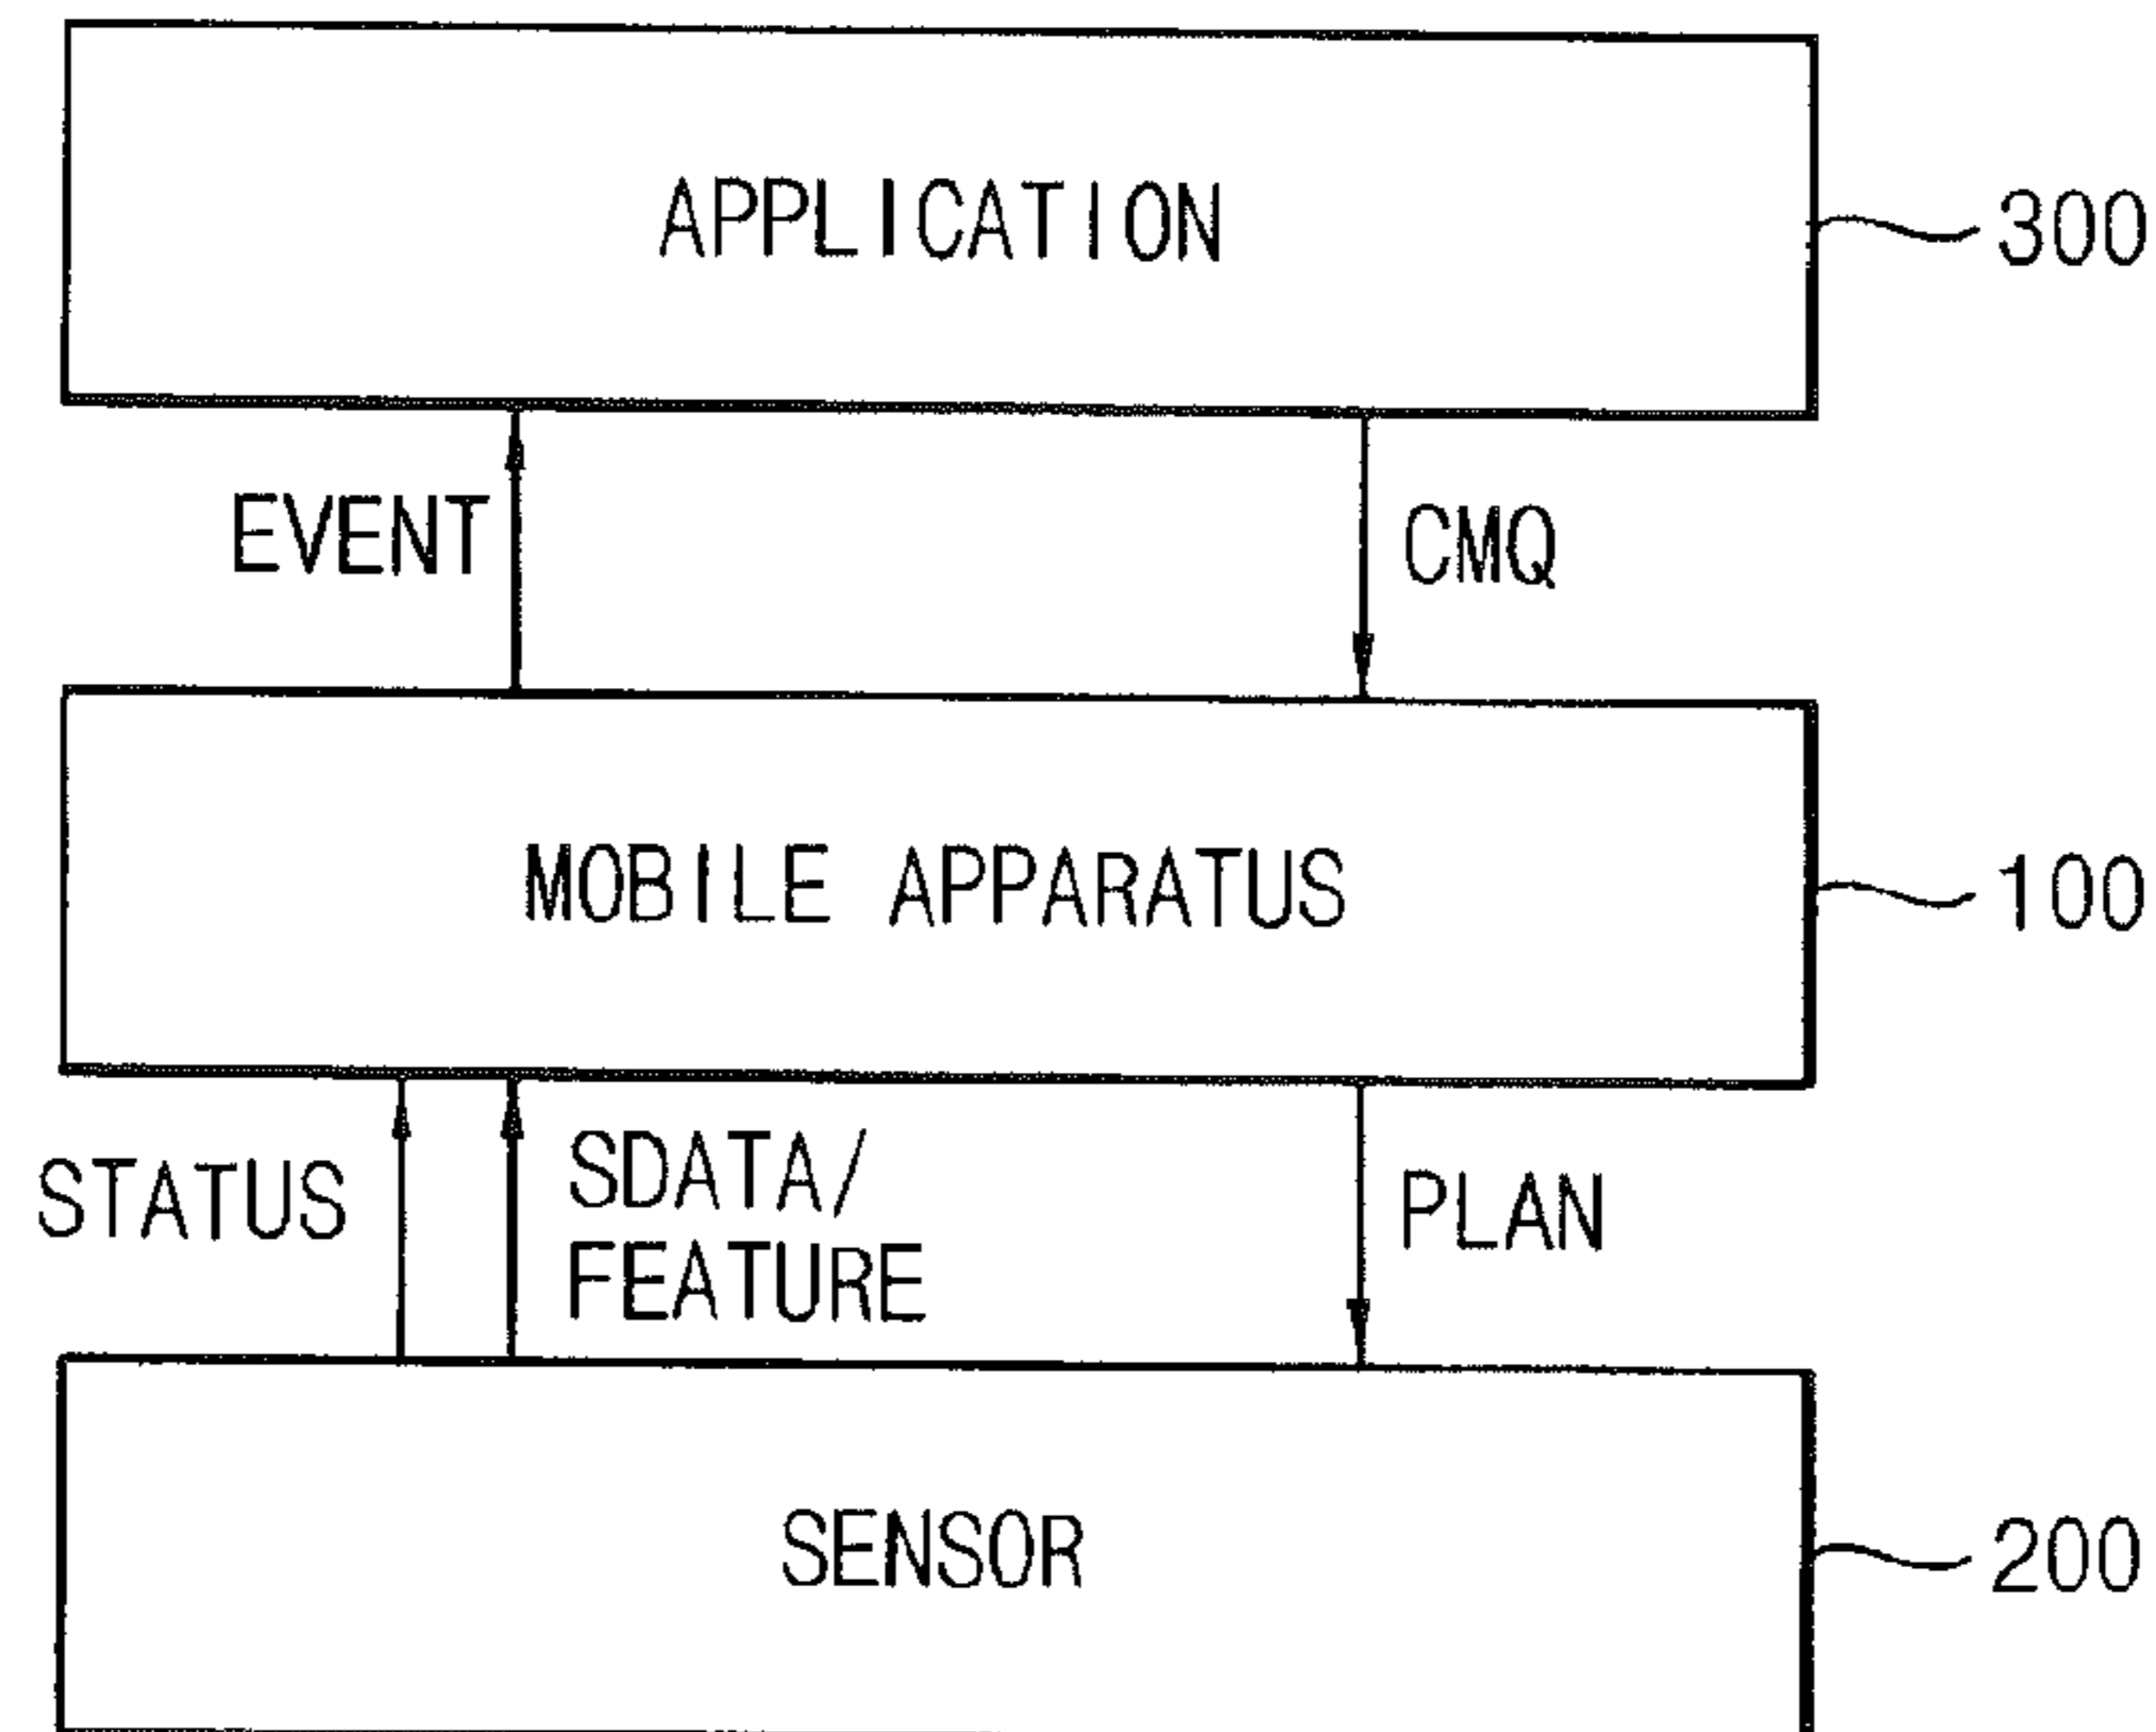 APPLICATION
300
EVENT
CMQ
MOBILE APPARATUS
100
STATUS
SDATA/
FEATURE
PLAN
SENSOR
200